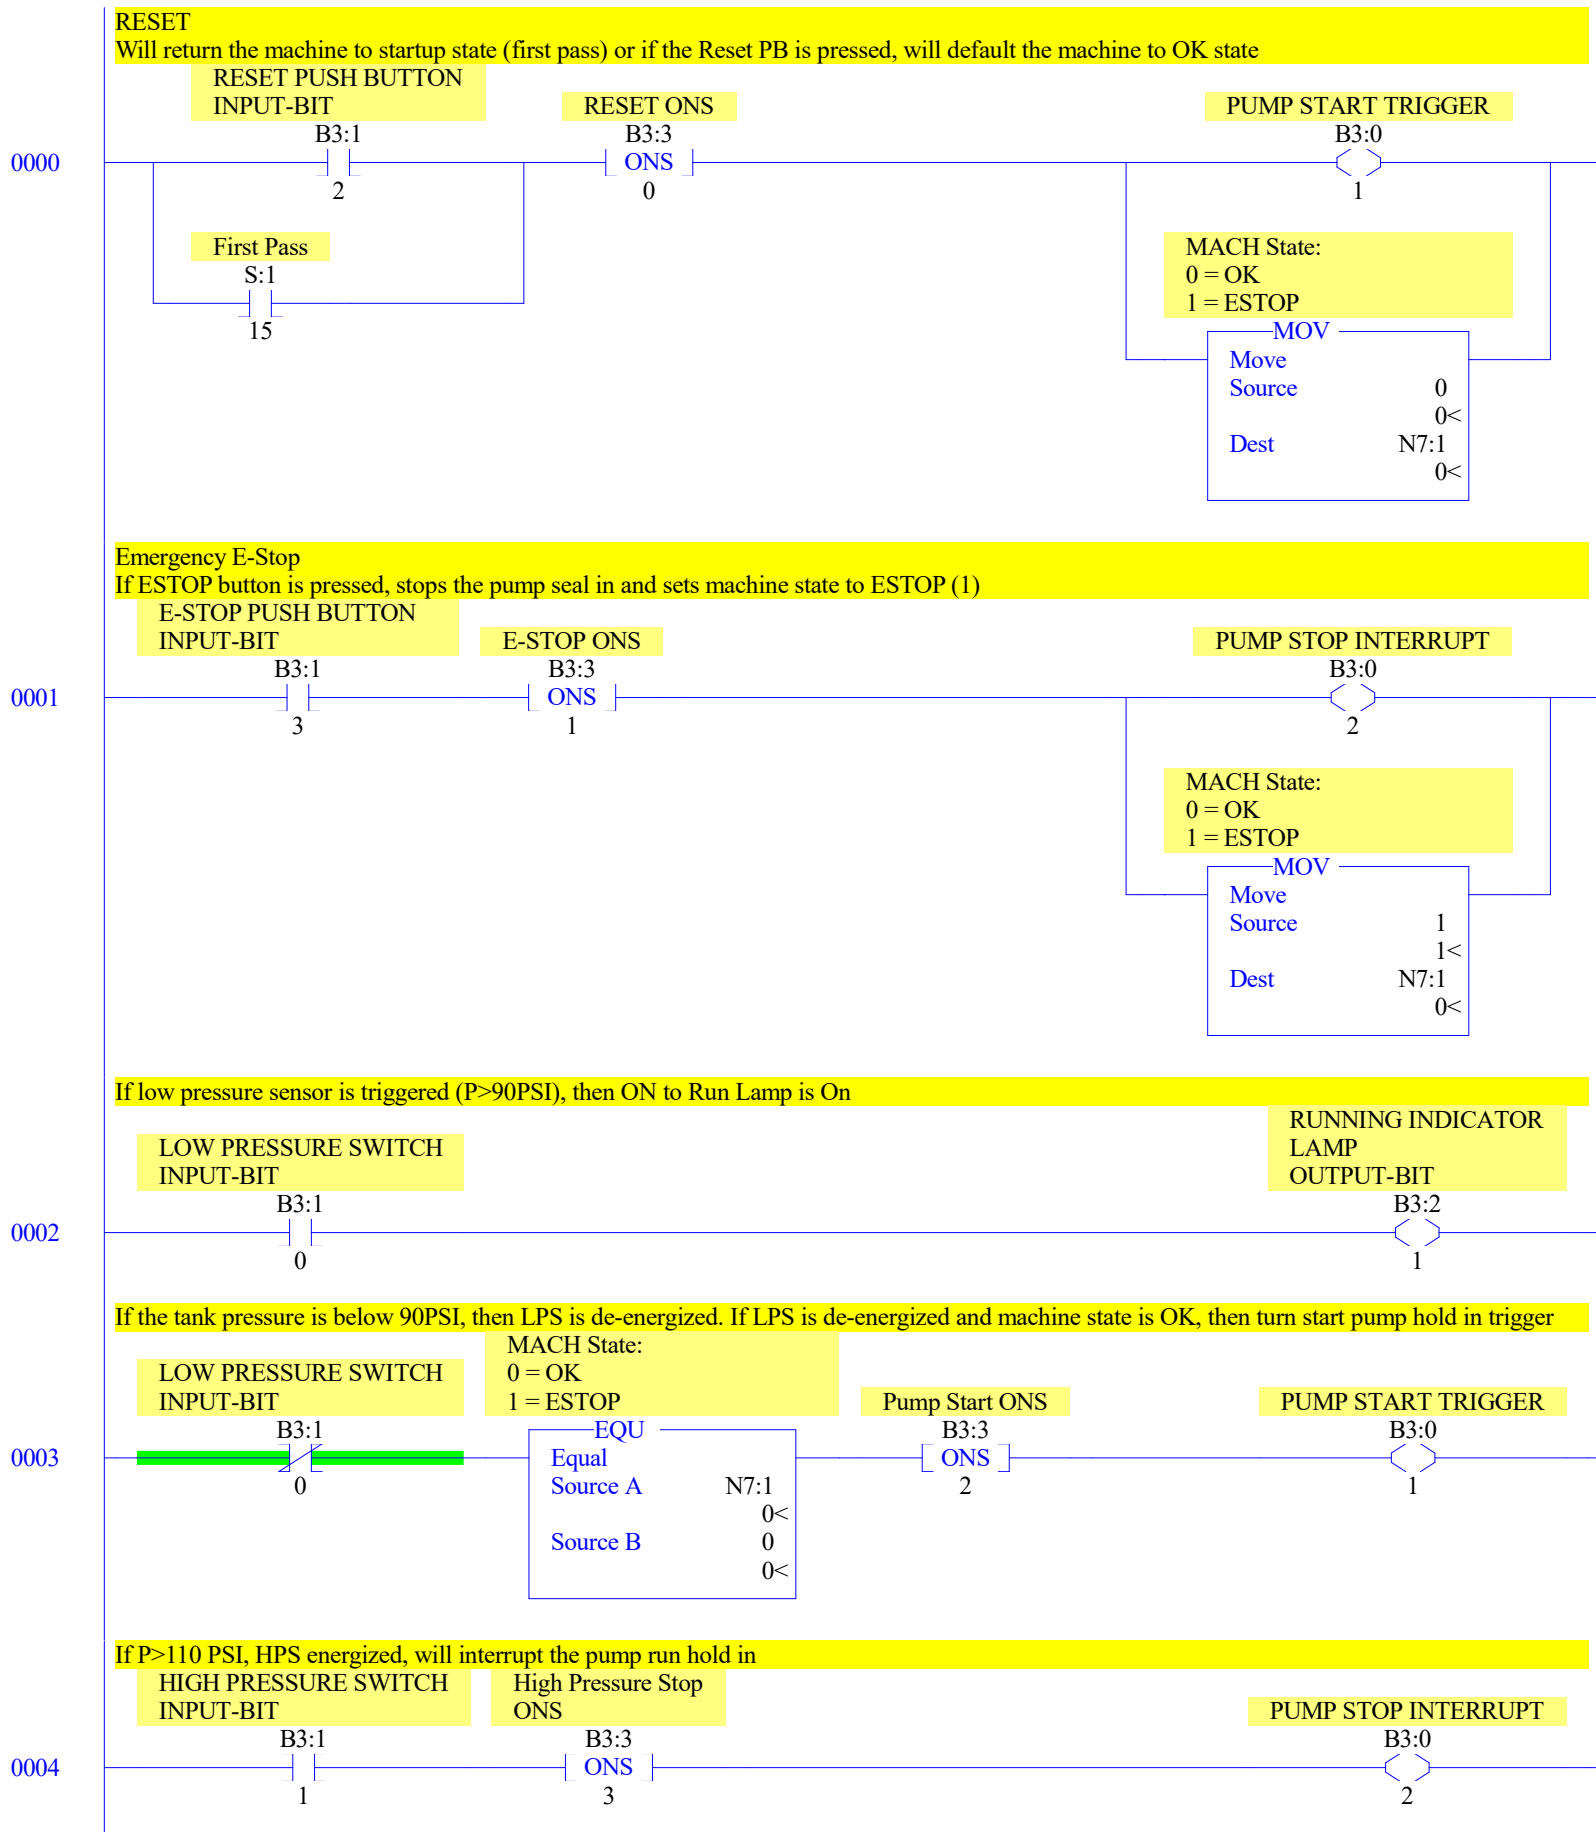 RESET
Will return the machine to startup state (first pass) or if the Reset PB is pressed, will default the machine to OK state
RESET PUSH BUTTON
INPUT-BIT
RESET ONS
PUMP START TRIGGER
B3:1
B3:3
B3:0
0000
ONS
2
0
1
First Pass
S:1
15
MACH State:
0 = OK
1 = ESTOP
MOV
Move
Source 0
0<
Dest N7:1
0<
Emergency E-Stop
If ESTOP button is pressed, stops the pump seal in and sets machine state to ESTOP (1)
E-STOP PUSH BUTTON
INPUT-BIT
E-STOP ONS
PUMP STOP INTERRUPT
B3:1
B3:3
B3:0
0001
ONS
3
1
2
MACH State:
0 = OK
1 = ESTOP
MOV
Move
Source 1
1<
Dest N7:1
0<
If low pressure sensor is triggered (P>90PSI), then ON to Run Lamp is On
LOW PRESSURE SWITCH
INPUT-BIT
RUNNING INDICATOR
LAMP
OUTPUT-BIT
B3:1
B3:2
0002
0
1
If the tank pressure is below 90PSI, then LPS is de-energized. If LPS is de-energized and machine state is OK, then turn start pump hold in trigger
LOW PRESSURE SWITCH
INPUT-BIT
MACH State:
0 = OK
1 = ESTOP
Pump Start ONS
PUMP START TRIGGER
B3:1
EQU
B3:3
B3:0
0003
Equal
Source A N7:1
0<
Source B 0
0<
ONS
0
2
1
If P>110 PSI, HPS energized, will interrupt the pump run hold in
HIGH PRESSURE SWITCH
INPUT-BIT
High Pressure Stop
ONS
PUMP STOP INTERRUPT
B3:1
B3:3
B3:0
0004
ONS
1
3
2